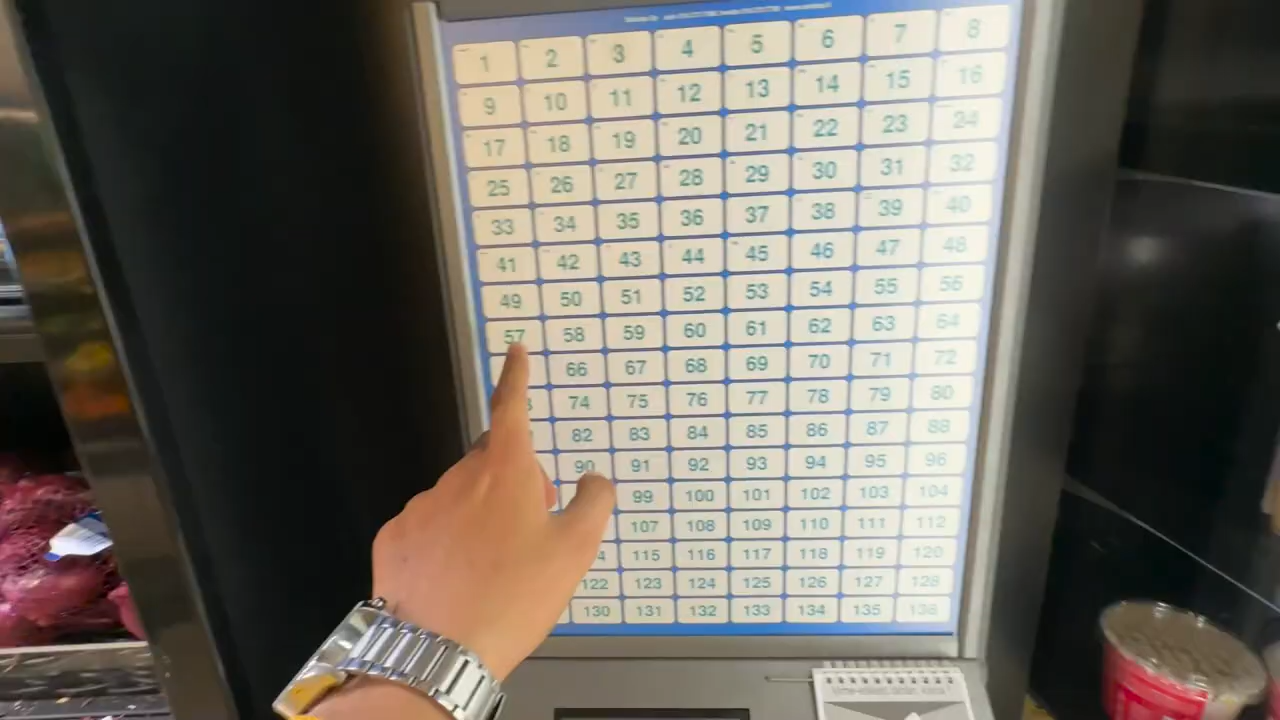 1 2 3 4 5 6 7 8
9 10 11 12 13 14 15 16
17 18 19 20 21 22 23 24
25 26 27 28 29 30 31 32
33 34 35 36 37 38 39 40
41 42 43 44 45 46 47 48
49 50 51 52 53 54 55 56
57 58 59 60 61 62 63 64
66 67 68 69 70 71 72
74 75 76 77 78 79 80
82 83 84 85 86 87 88
90 91 92 93 94 95 96
99 100 101 102 103 104
107 108 109 110 111 112
115 116 117 118 119 120
122 123 124 125 126 127 128
130 131 132 133 134 135 136